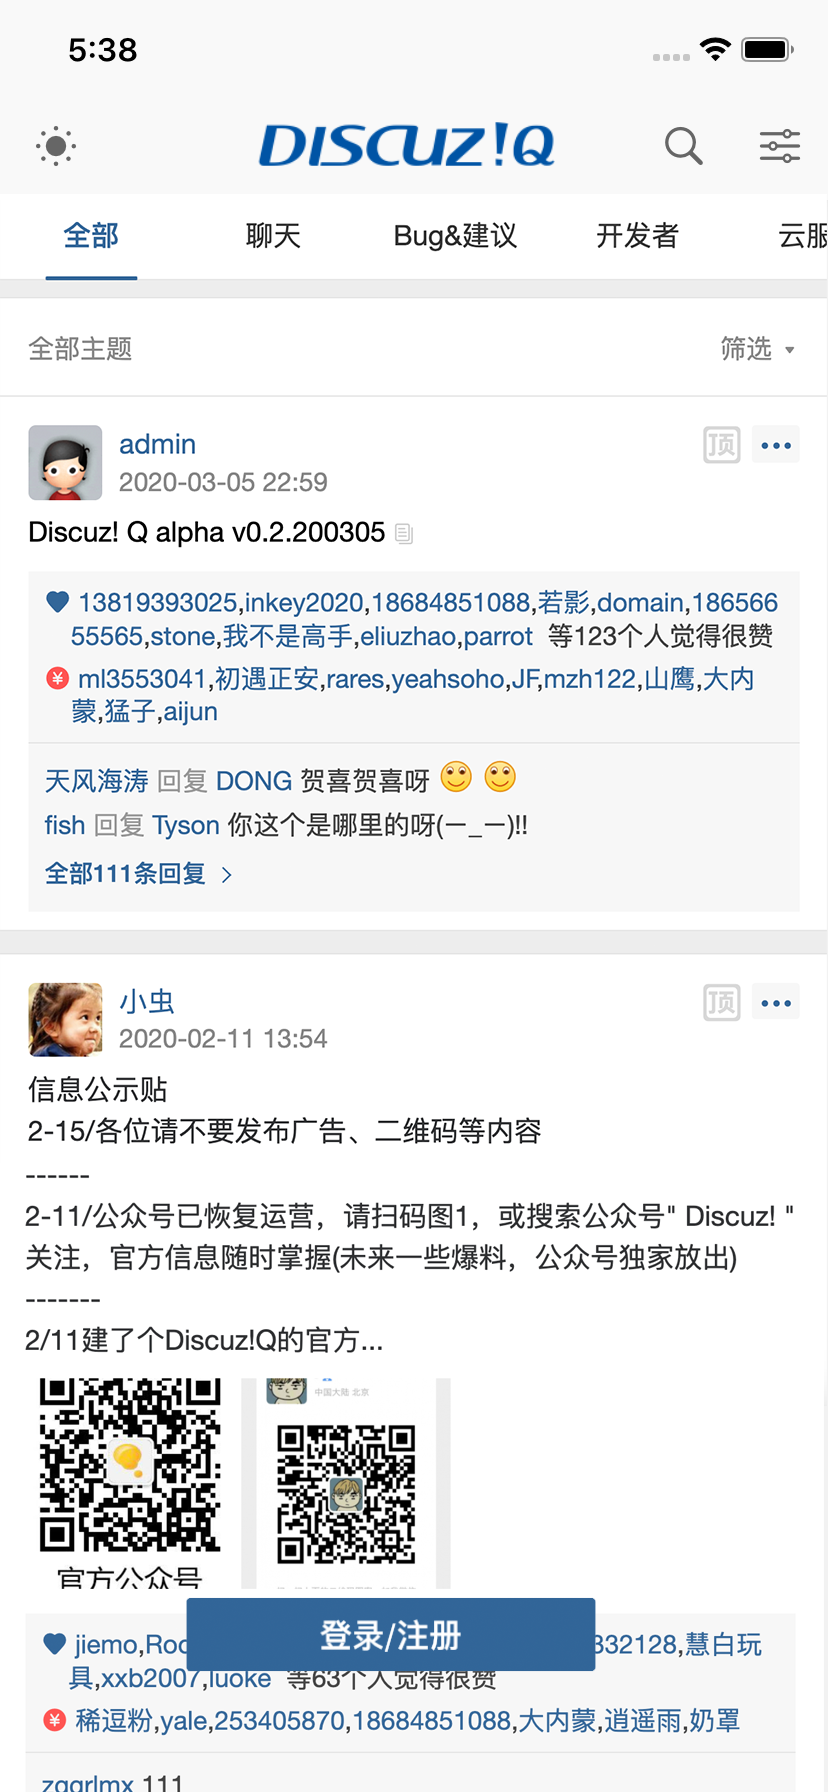 5:38
DISCUZ!Q
全部 聊天 Bug&建议 开发者 云服
全部主题 筛选
admin 顶
2020-03-05 22:59
Discuz! Q alpha v0.2.200305
13819393025,inkey2020,18684851088,若影,domain,18656
55565,stone,我不是高手,eliuzhao,parrot 等123个人觉得很赞
ml3553041,初遇正安,rares,yeahsoho,JF,mzh122,山鹰,大内
蒙,猛子,aijun
天风海涛 回复 DONG 贺喜贺喜呀
fish 回复 Tyson 你这个是哪里的呀(一_一)!!
全部111条回复
小虫 顶
2020-02-11 13:54
信息公示贴
2-15/各位请不要发布广告、二维码等内容
------
2-11/公众号已恢复运营，请扫码图1，或搜索公众号" Discuz! "
关注，官方信息随时掌握(未来一些爆料，公众号独家放出)
-------
2/11建了个Discuz!Q的官方...
中国大陆 北京
官方公众号
登录/注册
jiemo,Roc 332128,慧白玩
具,xxb2007,luoke 等63个人觉得很赞
稀逗粉,yale,253405870,18684851088,大内蒙,逍遥雨,奶罩
zqqrlmx 111